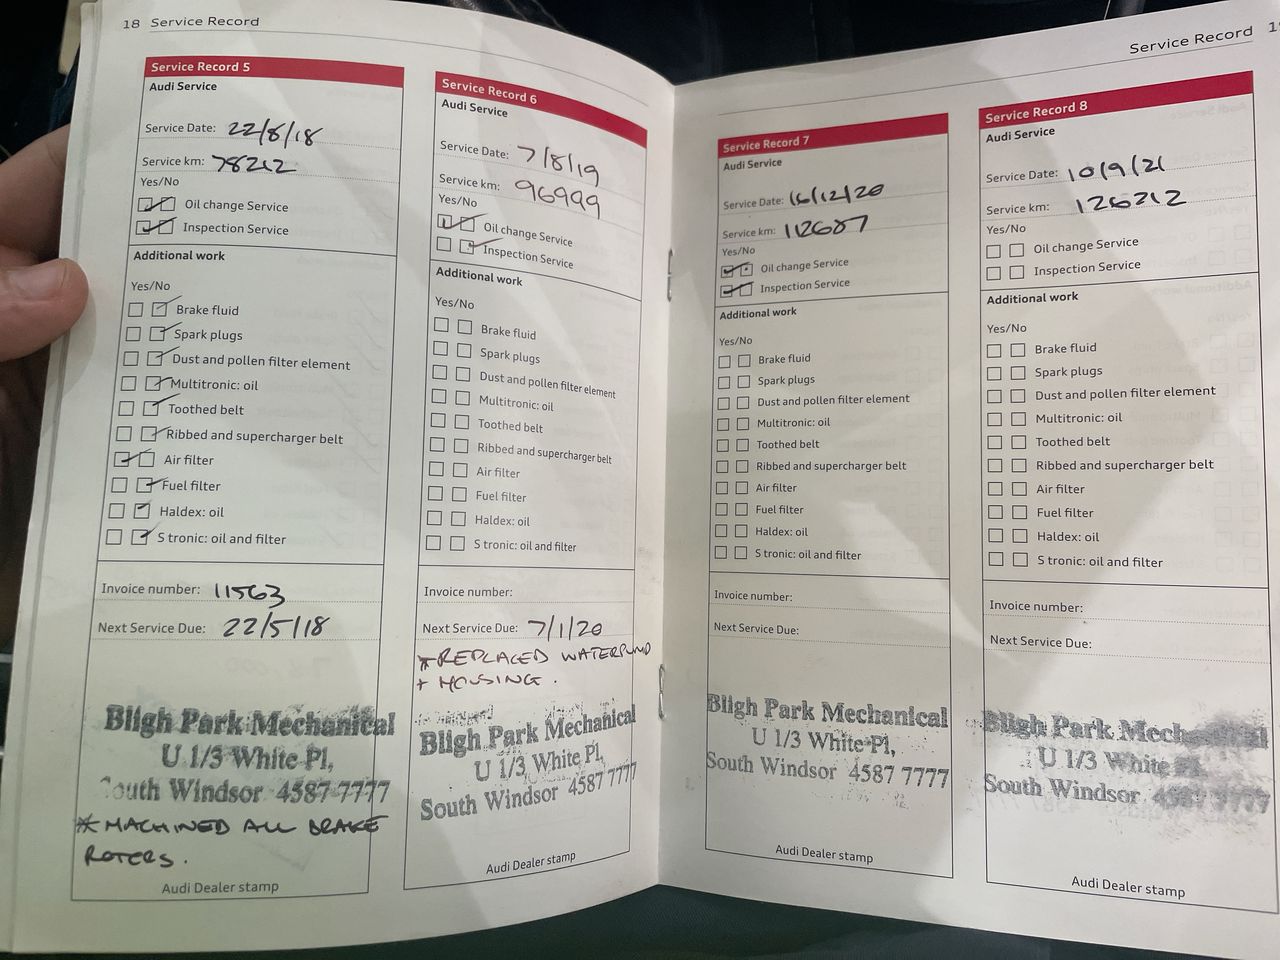 18 Service Record
Service Record 5
Audi Service
Service Date: 22/8/18
Service km: 78212
Yes/No
Oil change Service
Inspection Service
Additional work
Yes/No
Brake fluid
Spark plugs
Dust and pollen filter element
Multitronic: oil
Toothed belt
Ribbed and supercharger belt
Air filter
Fuel filter
Haldex: oil
S tronic: oil and filter
Invoice number: 11563
Next Service Due: 22/5/18
Bligh Park Mechanical
U 1/3 White Pl,
South Windsor 4587 7777
* MACHINED ALL BRAKE
ROTERS.
Audi Dealer stamp
Service Record 6
Audi Service
Service Date: 7/8/19
Service km: 96999
Yes/No
Oil change Service
Inspection Service
Additional work
Yes/No
Brake fluid
Spark plugs
Dust and pollen filter element
Multitronic: oil
Toothed belt
Ribbed and supercharger belt
Air filter
Fuel filter
Haldex: oil
S tronic: oil and filter
Invoice number:
Next Service Due: 7/1/20
* REPLACED WATERPUMP
+ HOUSING.
Bligh Park Mechanical
U 1/3 White Pl,
South Windsor 4587 7777
Audi Dealer stamp
Service Record
Service Record 7
Audi Service
Service Date: 16/12/20
Service km: 112687
Yes/No
Oil change Service
Inspection Service
Additional work
Yes/No
Brake fluid
Spark plugs
Dust and pollen filter element
Multitronic: oil
Toothed belt
Ribbed and supercharger belt
Air filter
Fuel filter
Haldex: oil
S tronic: oil and filter
Invoice number:
Next Service Due:
Bligh Park Mechanical
U 1/3 White Pl,
South Windsor 4587 7777
Audi Dealer stamp
Service Record 8
Audi Service
Service Date: 10/9/21
Service km: 126212
Yes/No
Oil change Service
Inspection Service
Additional work
Yes/No
Brake fluid
Spark plugs
Dust and pollen filter element
Multitronic: oil
Toothed belt
Ribbed and supercharger belt
Air filter
Fuel filter
Haldex: oil
S tronic: oil and filter
Invoice number:
Next Service Due:
Bligh Park Mechanical
U 1/3 White Pl,
South Windsor 4587 7777
Audi Dealer stamp